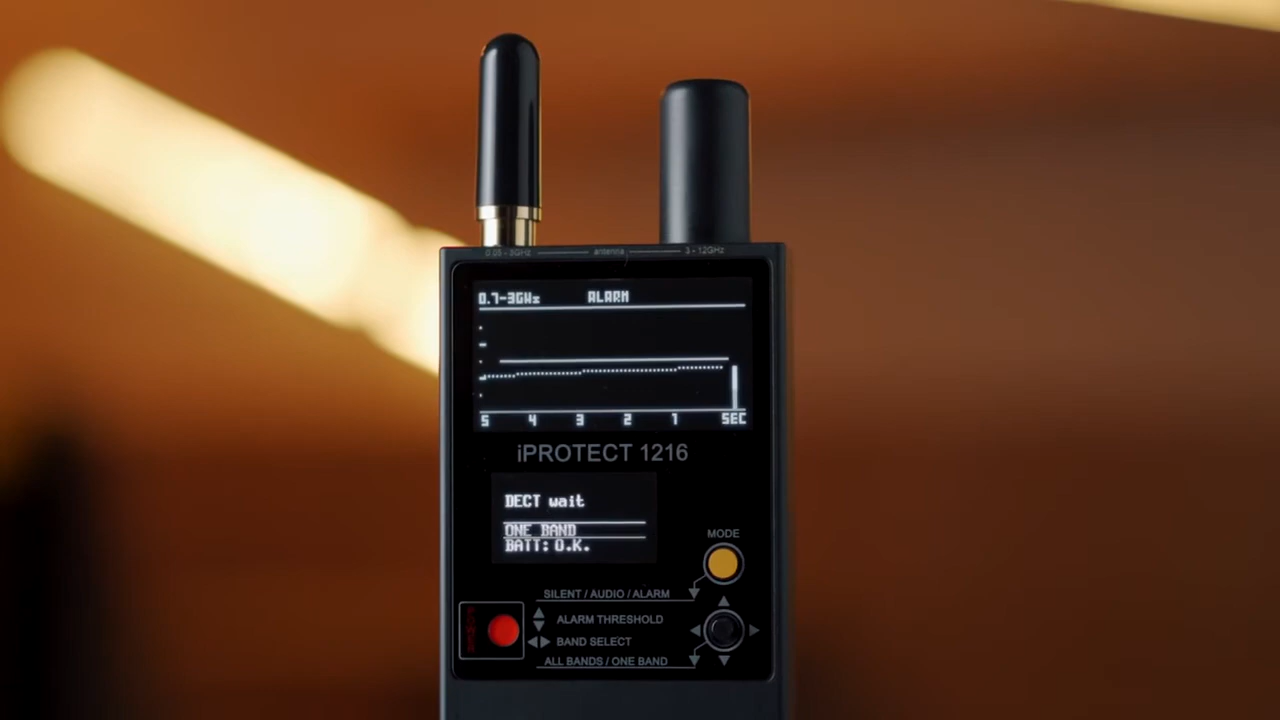 0.05 - 3GHz antenna 3 - 12GHz
0.7-3GHz ALARM
5 4 3 2 1 SEC
iPROTECT 1216
DECT wait
ONE BAND
BATT: O.K.
MODE
SILENT / AUDIO / ALARM
POWER
ALARM THRESHOLD
BAND SELECT
ALL BANDS / ONE BAND